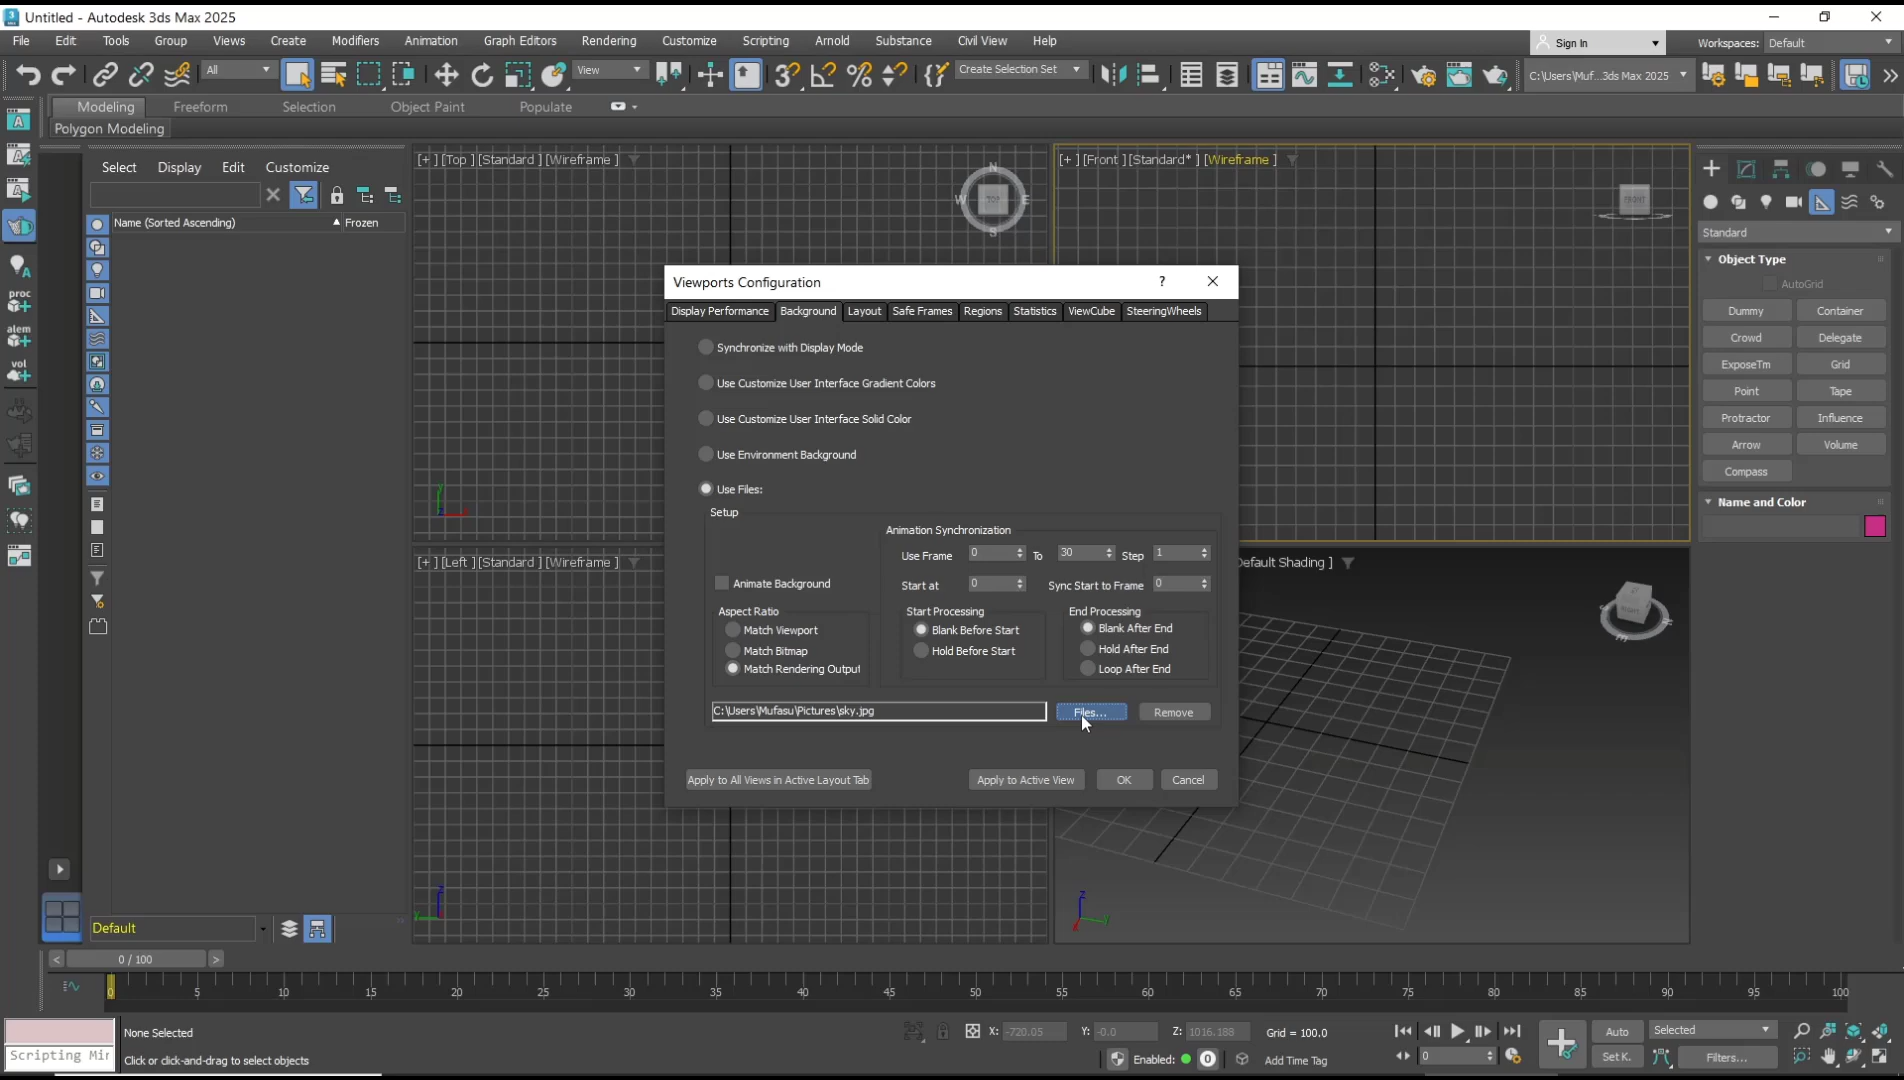 Untitled - Autodesk 3ds Max 2025
File Edit Tools Group Views Create Modifiers Animation Graph Editors Rendering Customize Scripting Arnold Substance Civil View Help
Sign In
Workspaces: Default
All
View
Create Selection Set
C:\Users\Muf...3ds Max 2025
Modeling Freeform Selection Object Paint Populate
Polygon Modeling
Select Display Edit Customize
Name (Sorted Ascending) Frozen
proc
alem
vol
[+ ] [Top ] [Standard ] [Wireframe ]
N
W TOP E
S
[+ ] [Front ] [Standard* ] [Wireframe ]
FRONT
Standard
Object Type
AutoGrid
Dummy Container
Crowd Delegate
ExposeTm Grid
Point Tape
Protractor Influence
Arrow Volume
Compass
Name and Color
Viewports Configuration ?
Display Performance Background Layout Safe Frames Regions Statistics ViewCube SteeringWheels
Synchronize with Display Mode
Use Customize User Interface Gradient Colors
Use Customize User Interface Solid Color
Use Environment Background
Use Files:
Setup
Animation Synchronization
Use Frame 0 To 30 Step 1
Animate Background
Start at 0 Sync Start to Frame 0
Aspect Ratio Start Processing End Processing
Match Viewport Blank Before Start Blank After End
Match Bitmap Hold Before Start Hold After End
Match Rendering Output Loop After End
C:\Users\Mufasu\Pictures\sky.jpg Files... Remove
Apply to All Views in Active Layout Tab Apply to Active View OK Cancel
[+ ] [Left ] [Standard ] [Wireframe ]
Default Shading ]
Default
< 0 / 100 >
0 5 10 15 20 25 30 35 40 45 50 55 60 65 70 75 80 85 90 95 100
None Selected
X: -720.05 Y: -0.0 Z: 1016.188 Grid = 100.0
Auto Selected
Scripting Mir
Click or click-and-drag to select objects
Enabled: 0 Add Time Tag
0
Set K. Filters...